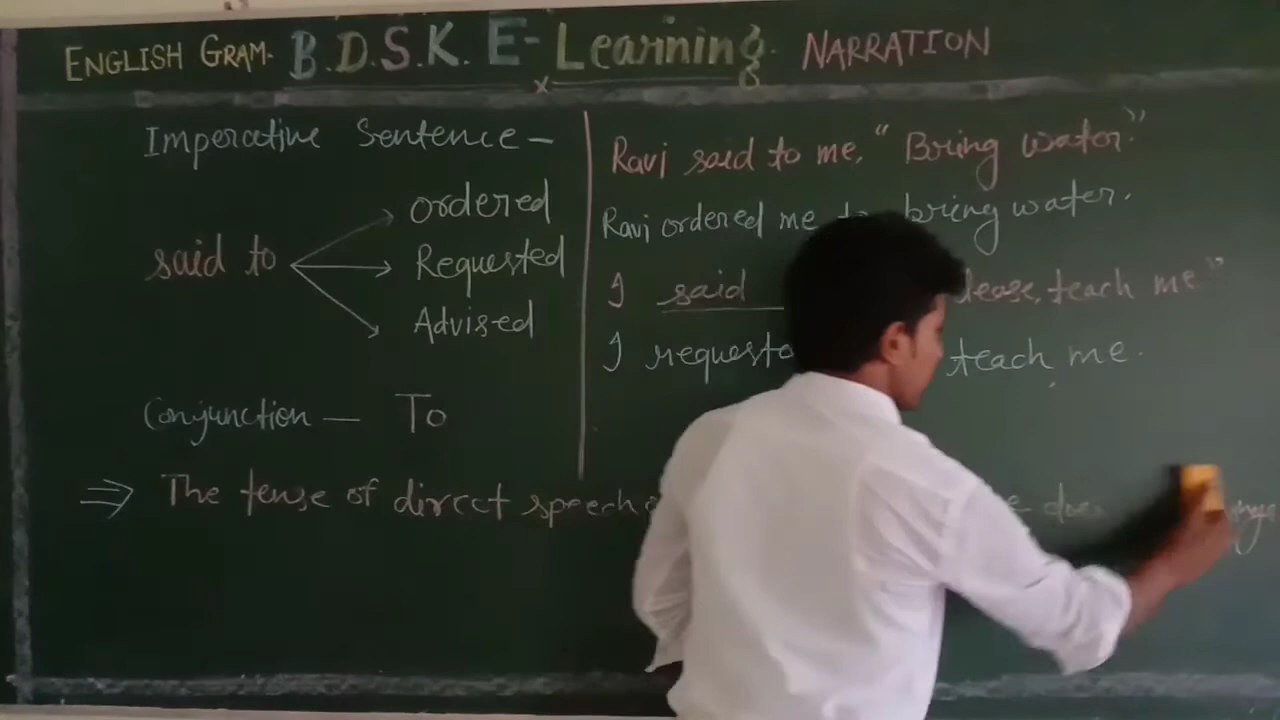 ENGLISH GRAM. B.D.S.K. E-Learning. NARRATION
x
Imperative Sentence –
said to
ordered
Requested
Advised
Conjunction — To
⇒ The tense of direct speech
Ravi said to me, "Bring water."
Ravi ordered me to bring water.
I said teach me"
I teach me.